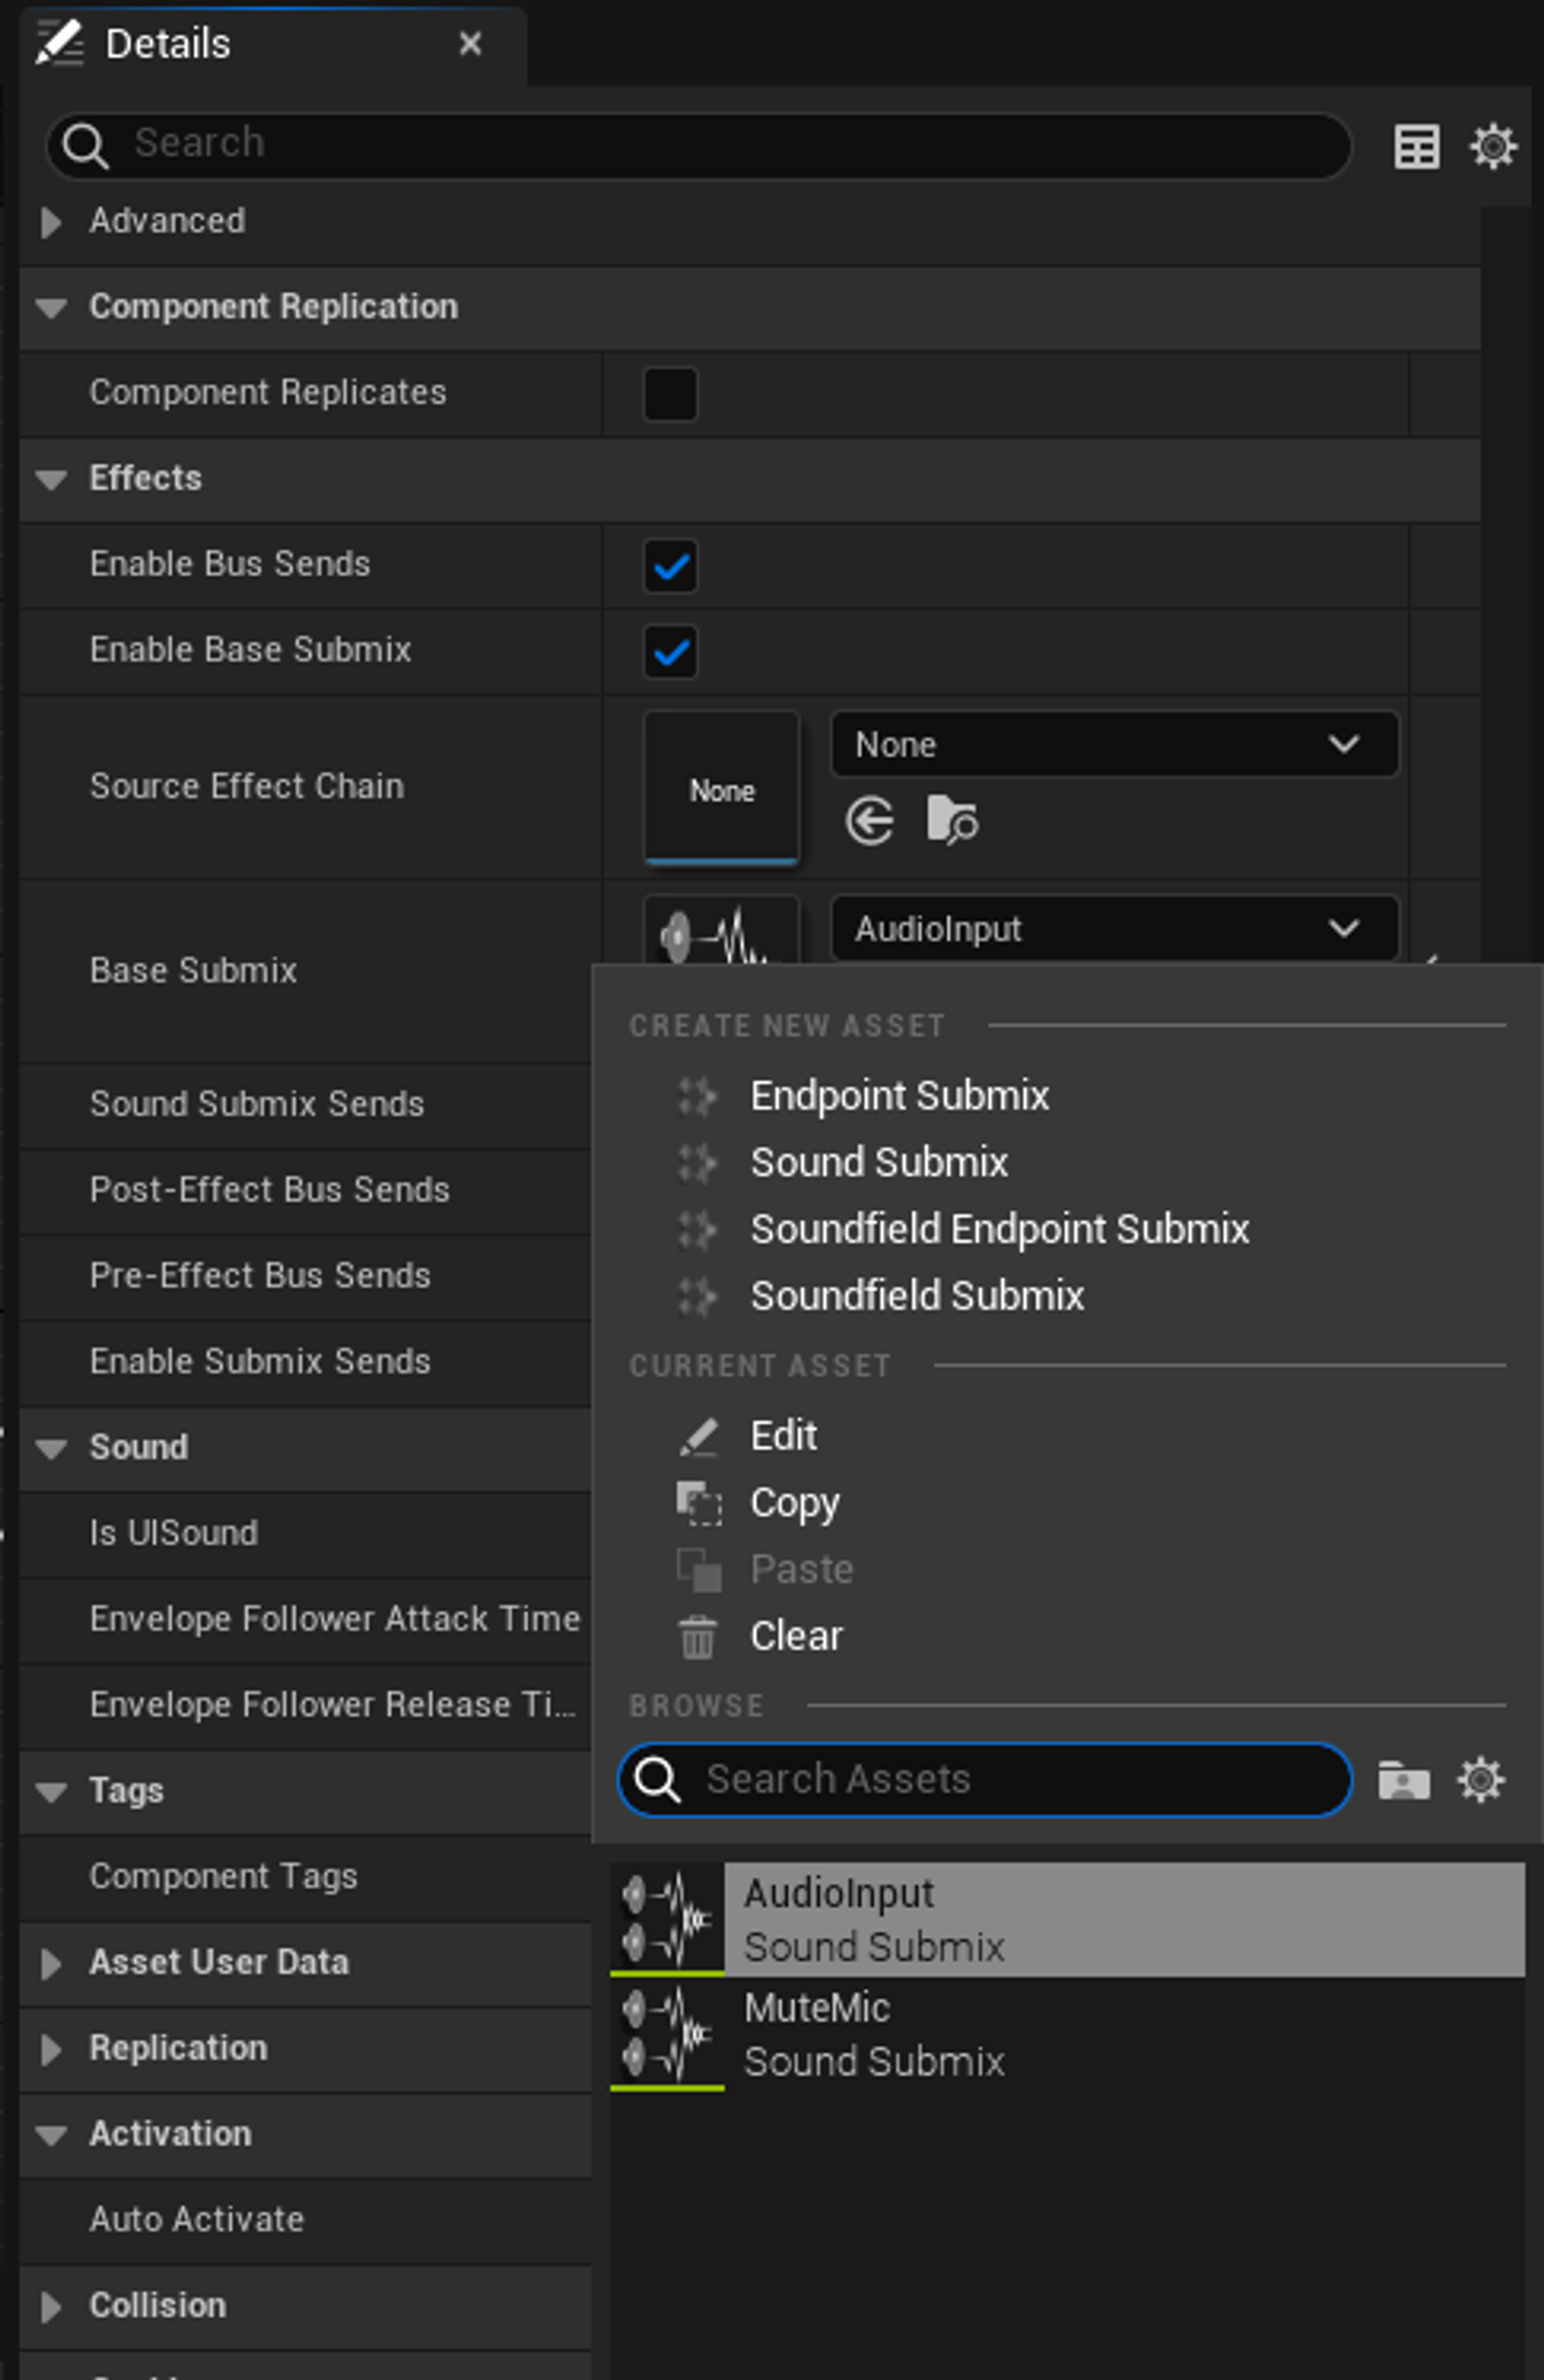 Details
Search
Advanced
Component Replication
Component Replicates
Effects
Enable Bus Sends
Enable Base Submix
Source Effect Chain
None
None
Base Submix
AudioInput
CREATE NEW ASSET
Endpoint Submix
Sound Submix
Soundfield Endpoint Submix
Soundfield Submix
CURRENT ASSET
Edit
Copy
Paste
Clear
BROWSE
Search Assets
AudioInput
Sound Submix
MuteMic
Sound Submix
Sound Submix Sends
Post-Effect Bus Sends
Pre-Effect Bus Sends
Enable Submix Sends
Sound
Is UISound
Envelope Follower Attack Time
Envelope Follower Release Ti...
Tags
Component Tags
Asset User Data
Replication
Activation
Auto Activate
Collision